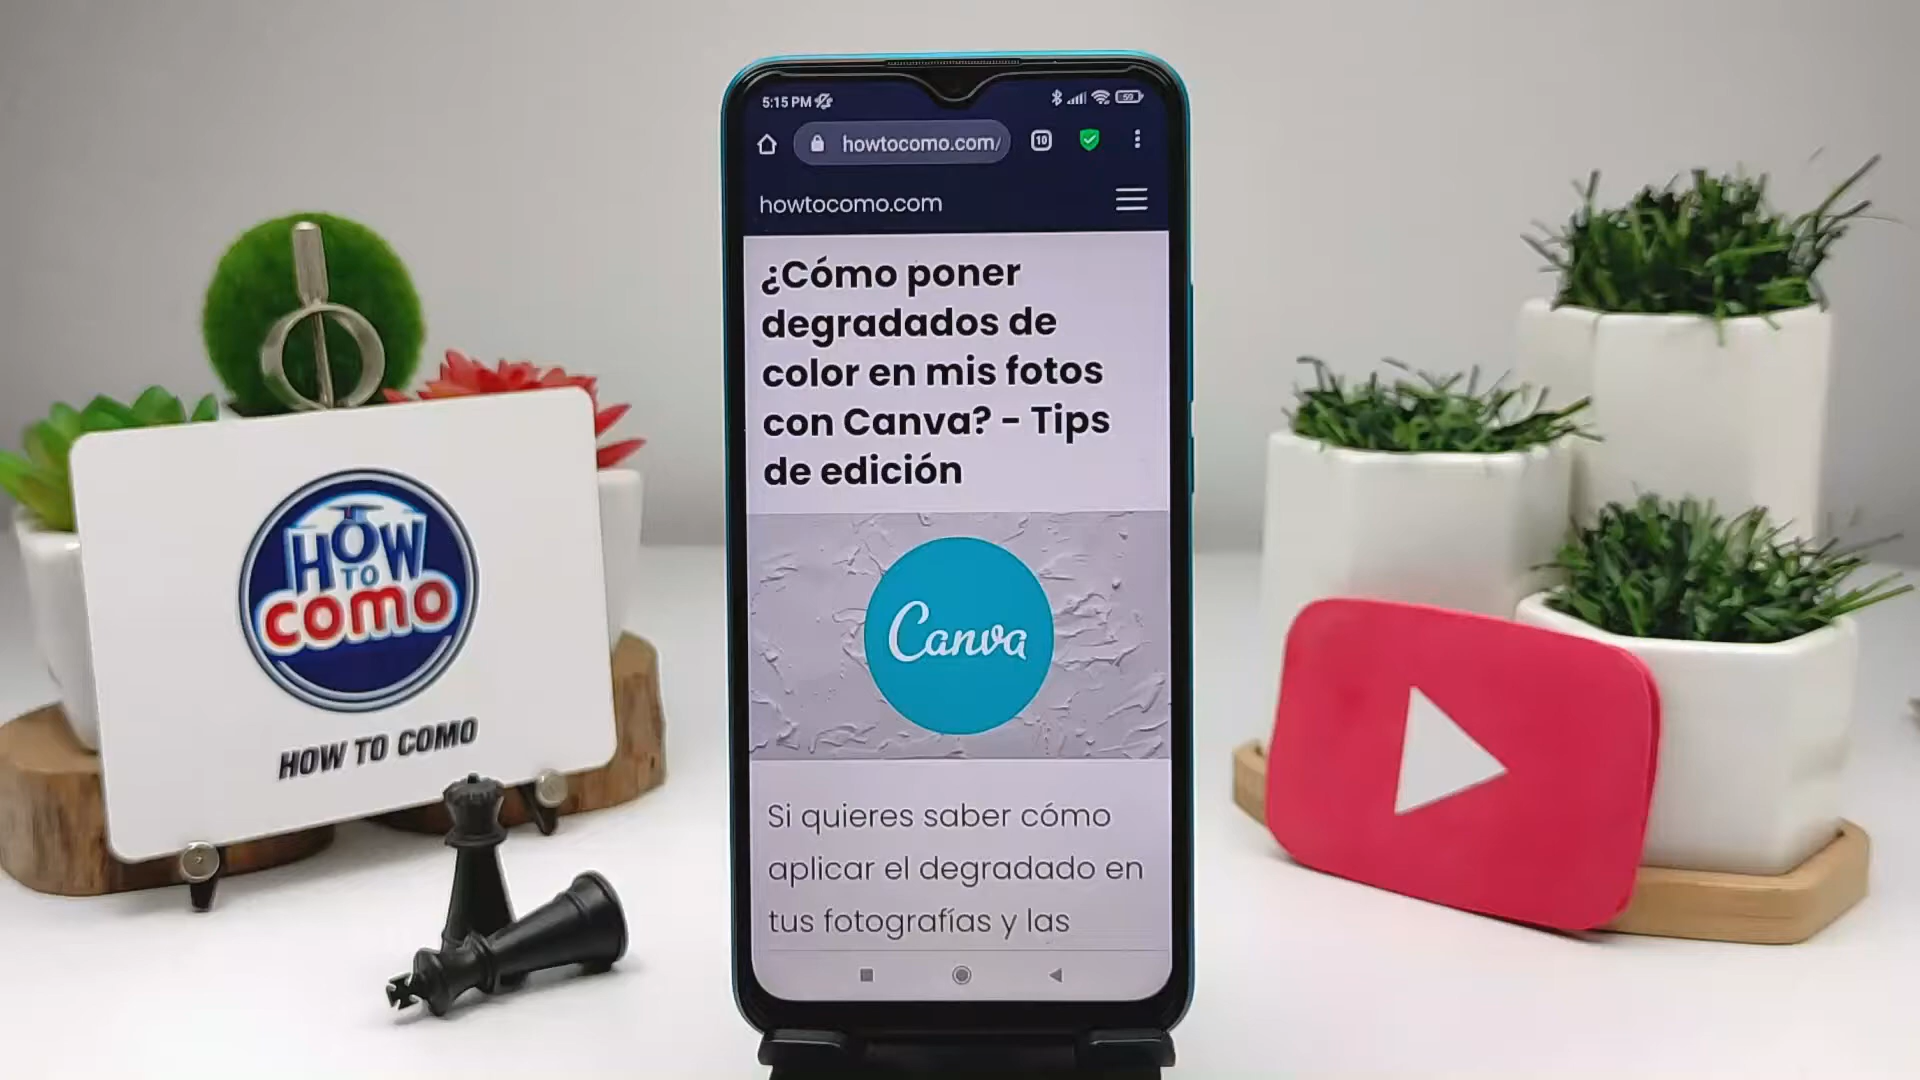 HOW
TO
como
HOW TO COMO
5:15 PM
59
howtocomo.com/
10
howtocomo.com
¿Cómo poner
degradados de
color en mis fotos
con Canva? - Tips
de edición
Canva
Si quieres saber cómo
aplicar el degradado en
tus fotografías y las